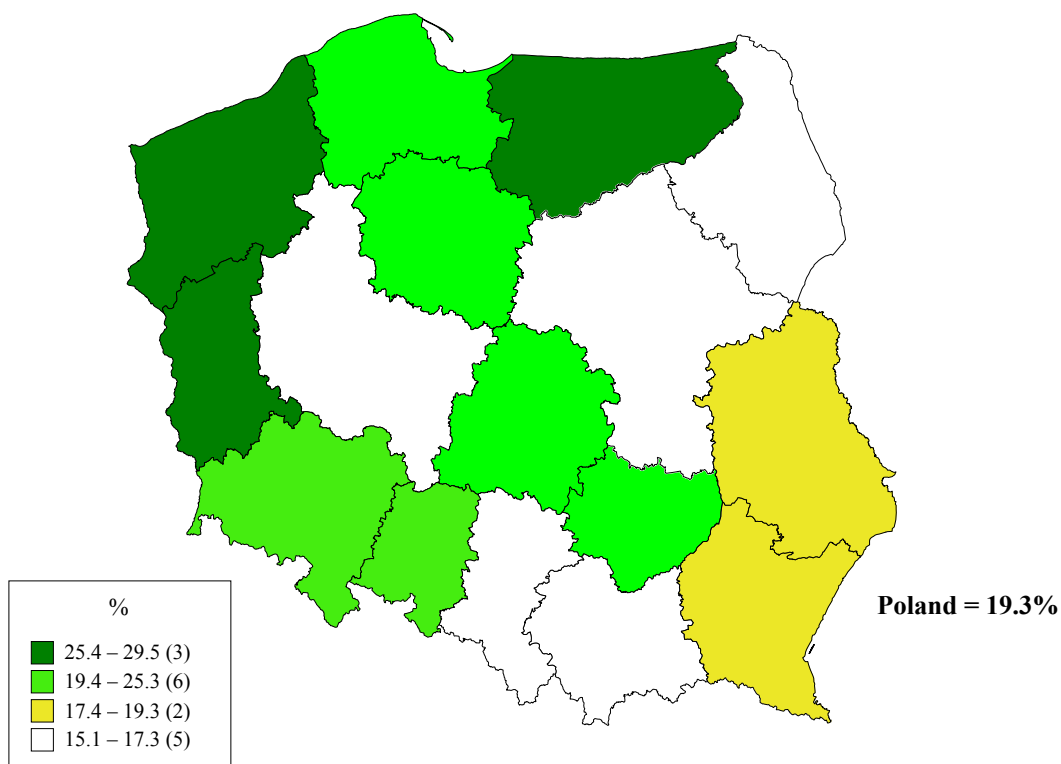 %
25.4 – 29.5 (3)
19.4 – 25.3 (6)
17.4 – 19.3 (2)
15.1 – 17.3 (5)
Poland = 19.3%